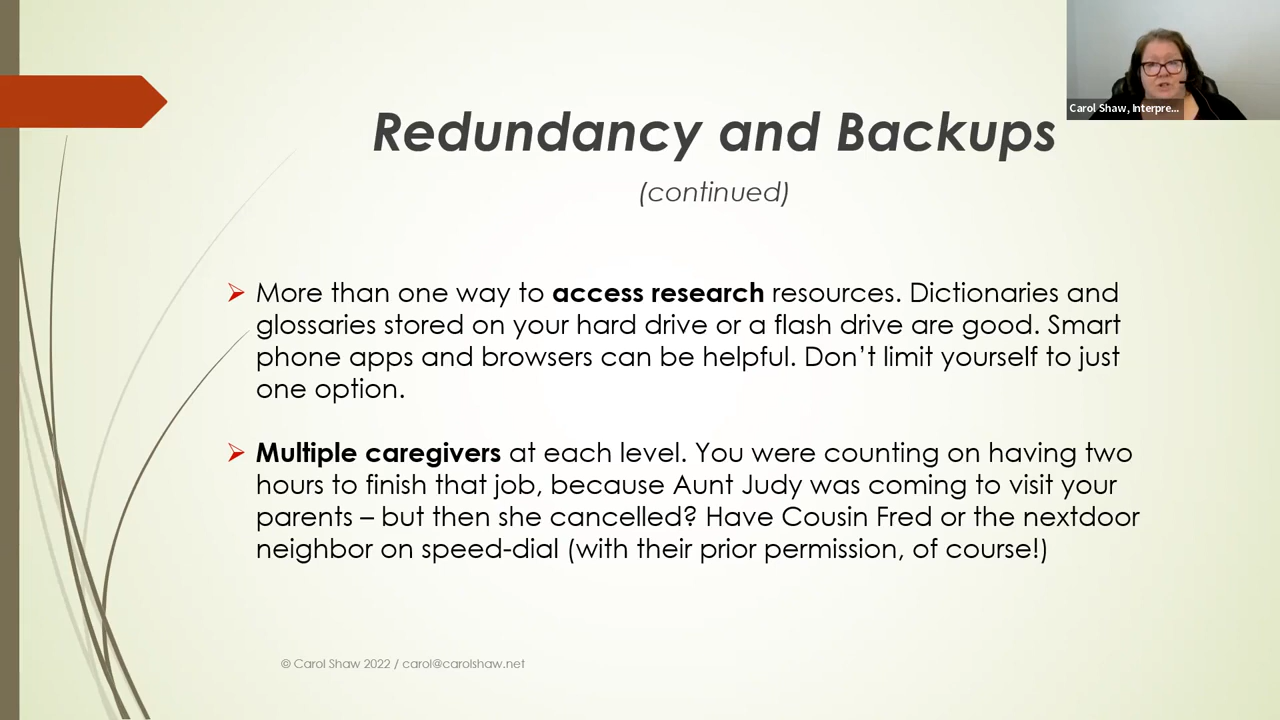 Carol Shaw, Interpre...
Redundancy and Backups
(continued)
More than one way to access research resources. Dictionaries and
glossaries stored on your hard drive or a flash drive are good. Smart
phone apps and browsers can be helpful. Don’t limit yourself to just
one option.
Multiple caregivers at each level. You were counting on having two
hours to finish that job, because Aunt Judy was coming to visit your
parents – but then she cancelled? Have Cousin Fred or the nextdoor
neighbor on speed-dial (with their prior permission, of course!)
© Carol Shaw 2022 / carol@carolshaw.net